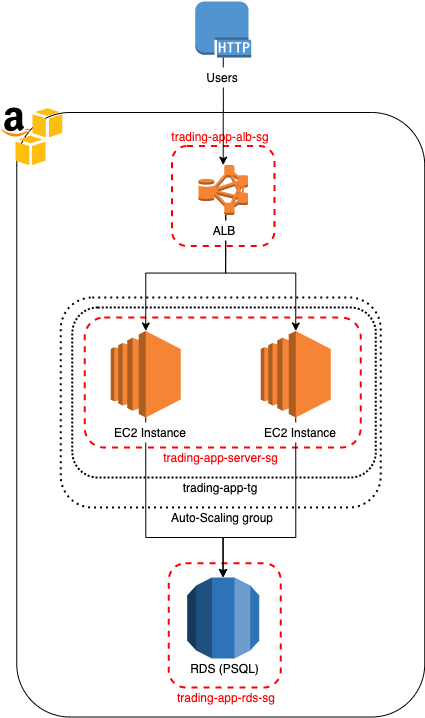 HTTP
Users
a
trading-app-alb-sg
ALB
EC2 Instance
EC2 Instance
trading-app-server-sg
trading-app-tg
Auto-Scaling group
RDS (PSQL)
trading-app-rds-sg